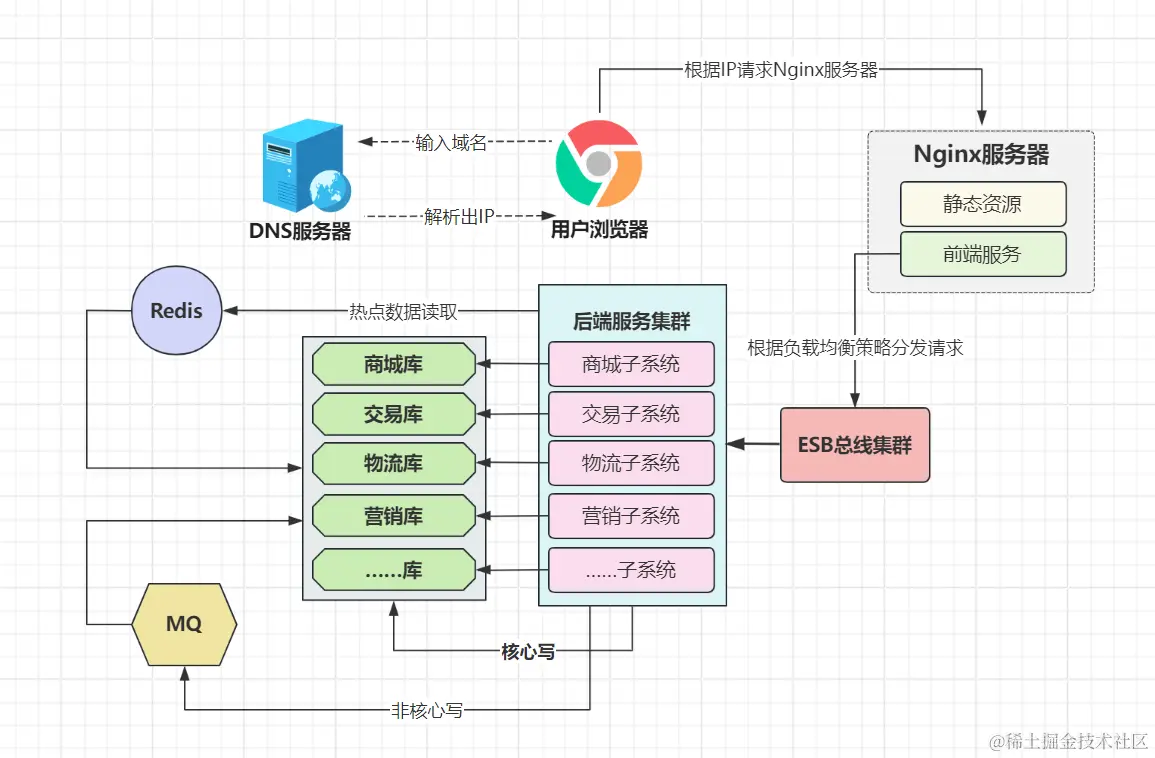 根据IP请求Nginx服务器
输入域名
解析出IP
DNS服务器
用户浏览器
Nginx服务器
静态资源
前端服务
根据负载均衡策略分发请求
ESB总线集群
Redis
热点数据读取
后端服务集群
商城库
商城子系统
交易库
交易子系统
物流库
物流子系统
营销库
营销子系统
……库
……子系统
MQ
核心写
非核心写
@稀土掘金技术社区